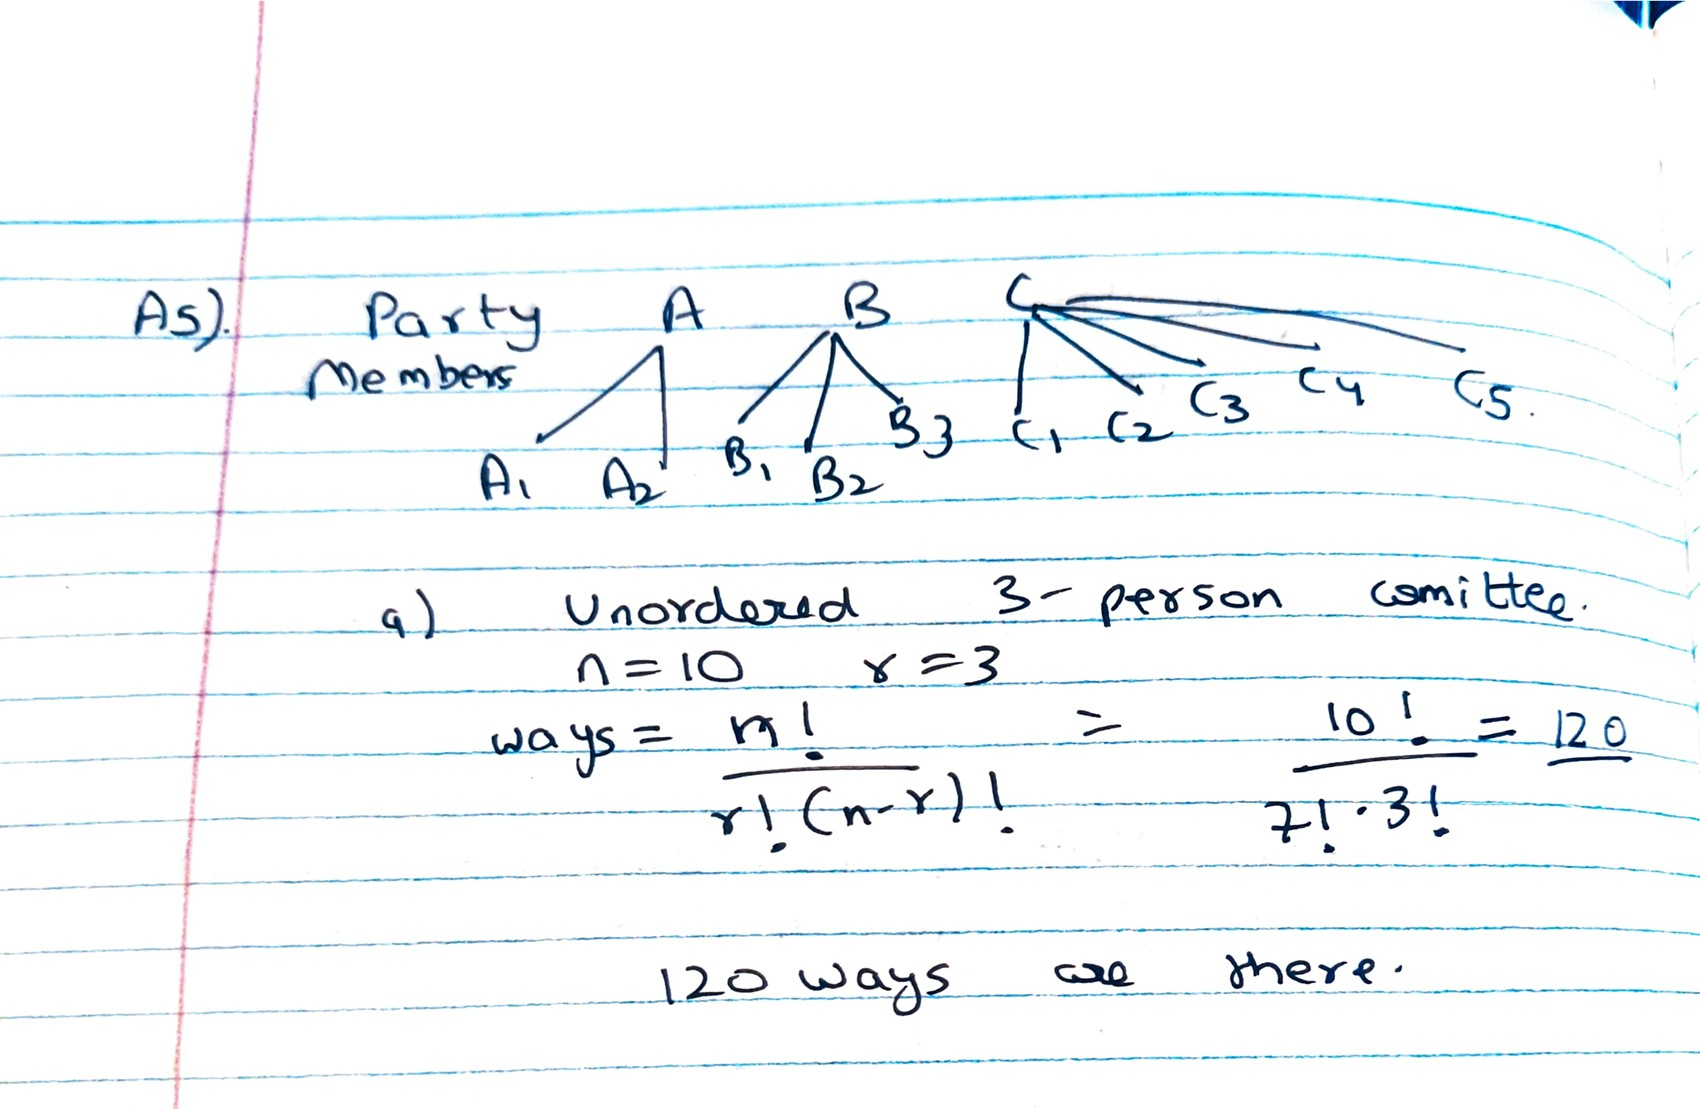 A5). Party A B C
Members
A1 A2 B1 B2 B3 C1 C2 C3 C4 C5.
a) Unordered 3- person comittee.
n=10 r=3
ways = n! / r!(n-r)! = 10! / 7!·3! = 120
120 ways are there.